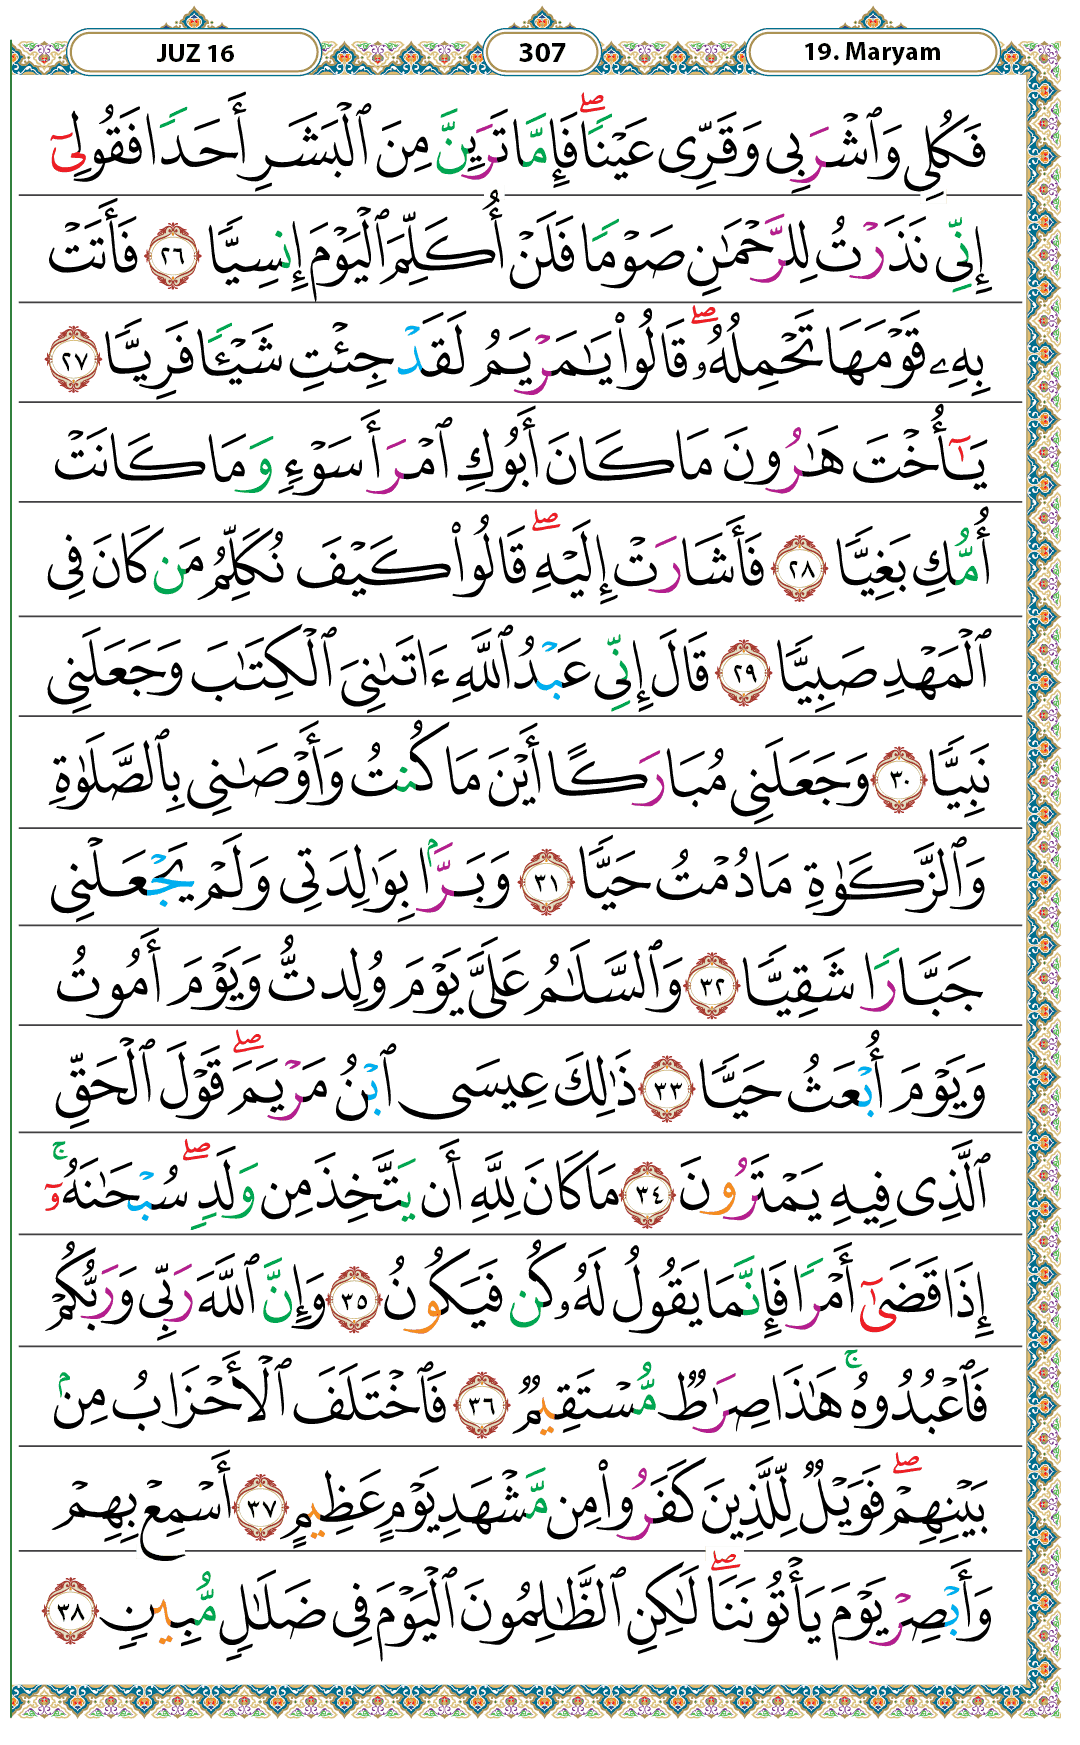 JUZ 16 307 19. Maryam
فَكُلِى وَٱشْرَبِى وَقَرِّى عَيْنًا ۖ فَإِمَّا تَرَيِنَّ مِنَ ٱلْبَشَرِ أَحَدًا فَقُولِىٓ
إِنِّى نَذَرْتُ لِلرَّحْمَـٰنِ صَوْمًا فَلَنْ أُكَلِّمَ ٱلْيَوْمَ إِنسِيًّا ٢٦ فَأَتَتْ
بِهِۦ قَوْمَهَا تَحْمِلُهُۥ ۖ قَالُوا۟ يَـٰمَرْيَمُ لَقَدْ جِئْتِ شَيْـًٔا فَرِيًّا ٢٧
يَـٰٓأُخْتَ هَـٰرُونَ مَا كَانَ أَبُوكِ ٱمْرَأَ سَوْءٍ وَمَا كَانَتْ
أُمُّكِ بَغِيًّا ٢٨ فَأَشَارَتْ إِلَيْهِ ۖ قَالُوا۟ كَيْفَ نُكَلِّمُ مَن كَانَ فِى
ٱلْمَهْدِ صَبِيًّا ٢٩ قَالَ إِنِّى عَبْدُ ٱللَّهِ ءَاتَىٰنِىَ ٱلْكِتَـٰبَ وَجَعَلَنِى
نَبِيًّا ٣٠ وَجَعَلَنِى مُبَارَكًا أَيْنَ مَا كُنتُ وَأَوْصَـٰنِى بِٱلصَّلَوٰةِ
وَٱلزَّكَوٰةِ مَا دُمْتُ حَيًّا ٣١ وَبَرًّۢا بِوَٰلِدَتِى وَلَمْ يَجْعَلْنِى
جَبَّارًا شَقِيًّا ٣٢ وَٱلسَّلَـٰمُ عَلَىَّ يَوْمَ وُلِدتُّ وَيَوْمَ أَمُوتُ
وَيَوْمَ أُبْعَثُ حَيًّا ٣٣ ذَٰلِكَ عِيسَى ٱبْنُ مَرْيَمَ ۖ قَوْلَ ٱلْحَقِّ
ٱلَّذِى فِيهِ يَمْتَرُونَ ٣٤ مَا كَانَ لِلَّهِ أَن يَتَّخِذَ مِن وَلَدٍ ۖ سُبْحَـٰنَهُۥٓ ۚ
إِذَا قَضَىٰٓ أَمْرًا فَإِنَّمَا يَقُولُ لَهُۥ كُن فَيَكُونُ ٣٥ وَإِنَّ ٱللَّهَ رَبِّى وَرَبُّكُمْ
فَٱعْبُدُوهُ ۚ هَـٰذَا صِرَٰطٌ مُّسْتَقِيمٌ ٣٦ فَٱخْتَلَفَ ٱلْأَحْزَابُ مِنۢ
بَيْنِهِمْ ۖ فَوَيْلٌ لِّلَّذِينَ كَفَرُوا۟ مِن مَّشْهَدِ يَوْمٍ عَظِيمٍ ٣٧ أَسْمِعْ بِهِمْ
وَأَبْصِرْ يَوْمَ يَأْتُونَنَا ۖ لَـٰكِنِ ٱلظَّـٰلِمُونَ ٱلْيَوْمَ فِى ضَلَـٰلٍ مُّبِينٍ ٣٨